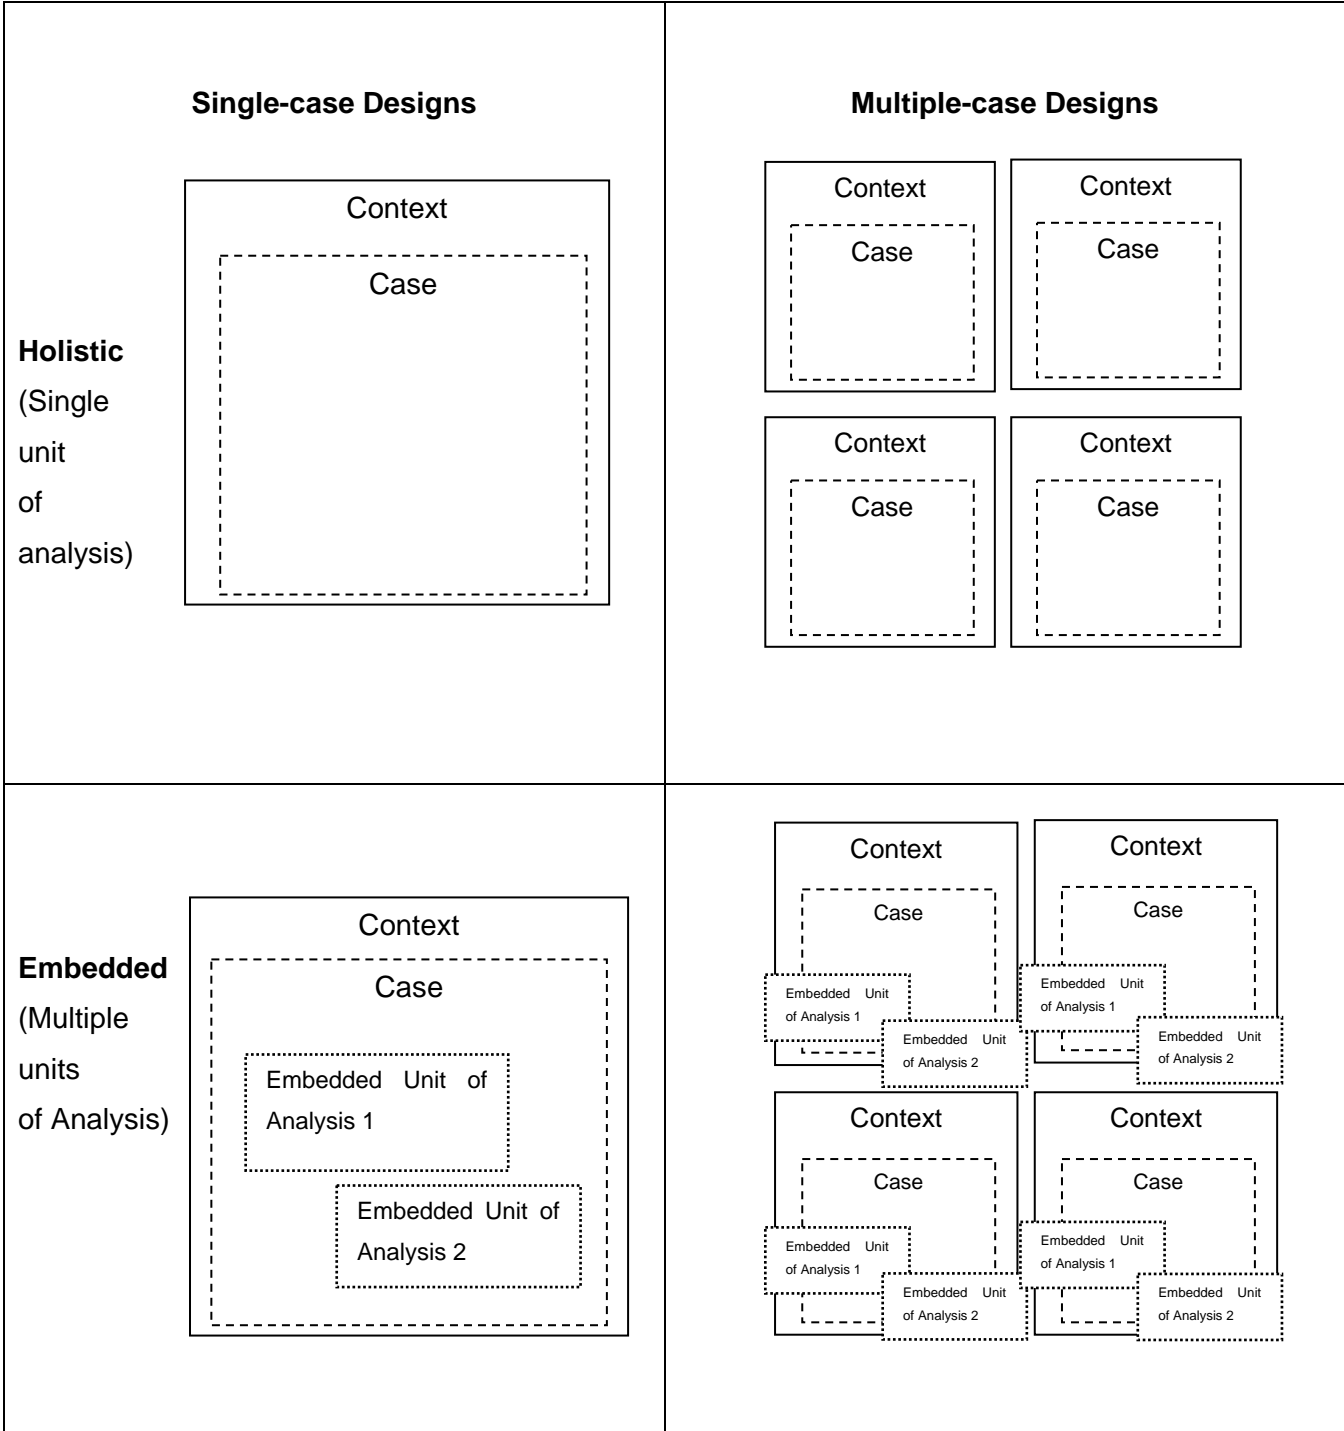 Single-case Designs
Multiple-case Designs
Holistic
(Single
unit
of
analysis)
Context
Case
Context
Case
Context
Case
Context
Case
Context
Case
Embedded
(Multiple
units
of Analysis)
Context
Case
Embedded Unit of
Analysis 1
Embedded Unit of
Analysis 2
Context
Case
Embedded Unit
of Analysis 1
Embedded Unit
of Analysis 2
Context
Case
Embedded Unit
of Analysis 1
Embedded Unit
of Analysis 2
Context
Case
Embedded Unit
of Analysis 1
Embedded Unit
of Analysis 2
Context
Case
Embedded Unit
of Analysis 1
Embedded Unit
of Analysis 2